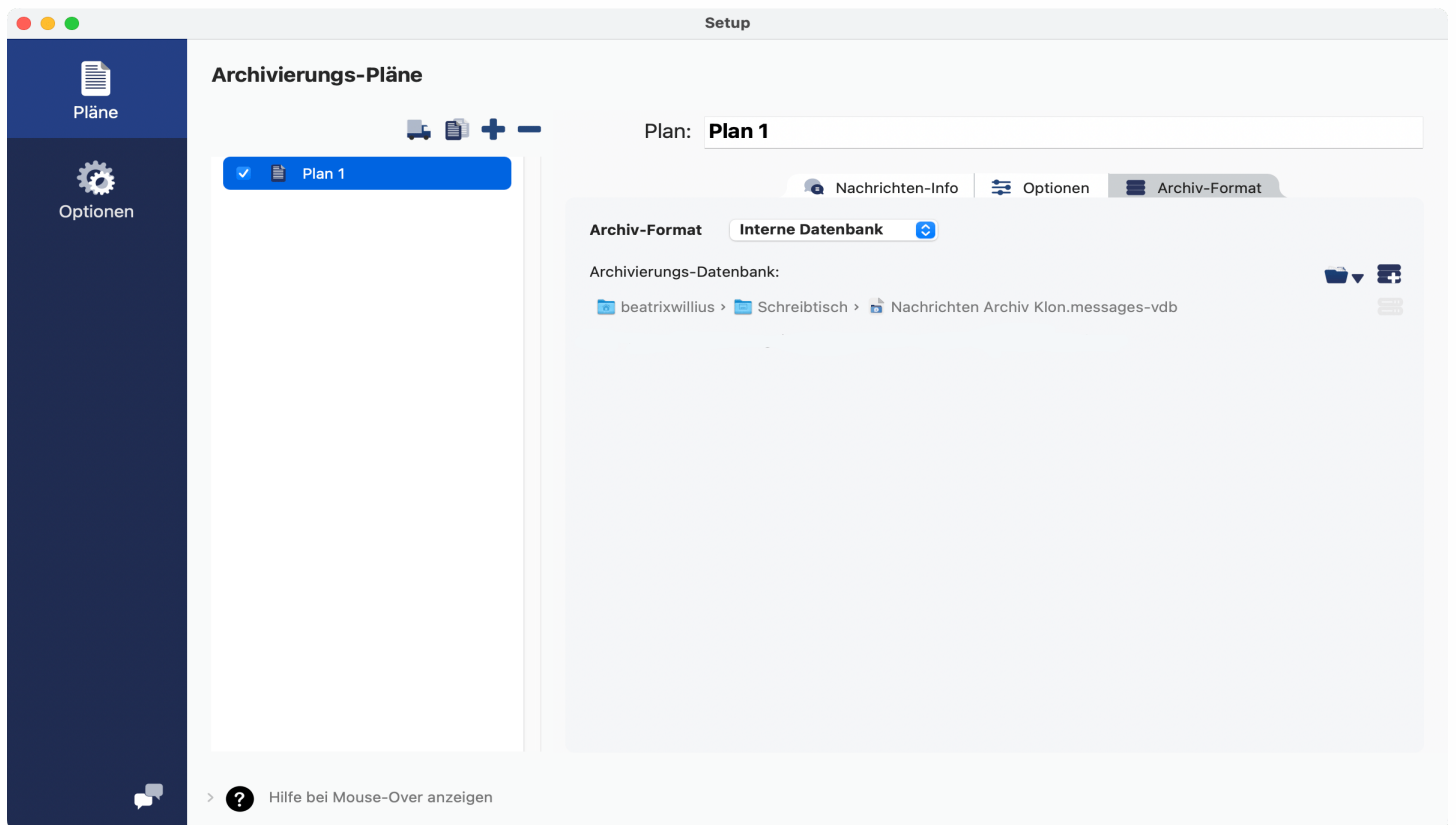 Setup
Pläne
Optionen
Archivierungs-Pläne
Plan 1
Plan: Plan 1
Nachrichten-Info Optionen Archiv-Format
Archiv-Format Interne Datenbank
Archivierungs-Datenbank:
beatrixwillius › Schreibtisch › Nachrichten Archiv Klon.messages-vdb
? Hilfe bei Mouse-Over anzeigen